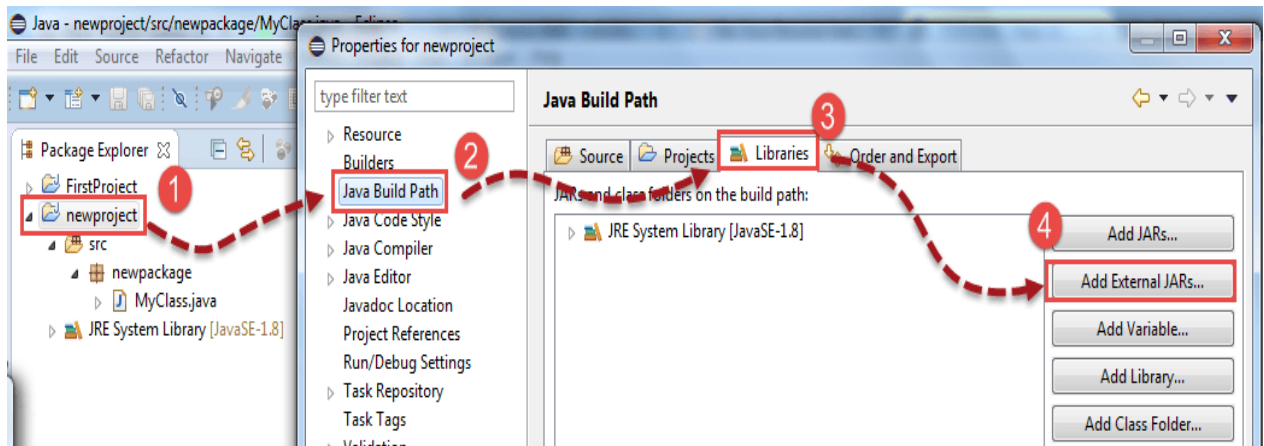 Java - newproject/src/newpackage/MyClass.java - Eclipse
File Edit Source Refactor Navigate
Package Explorer
FirstProject
newproject
src
newpackage
MyClass.java
JRE System Library [JavaSE-1.8]
1
Properties for newproject
type filter text
Resource
Builders
Java Build Path
Java Code Style
Java Compiler
Java Editor
Javadoc Location
Project References
Run/Debug Settings
Task Repository
Task Tags
Validation
2
Java Build Path
3
Source Projects Libraries Order and Export
JARs and class folders on the build path:
JRE System Library [JavaSE-1.8]
4
Add JARs...
Add External JARs...
Add Variable...
Add Library...
Add Class Folder...